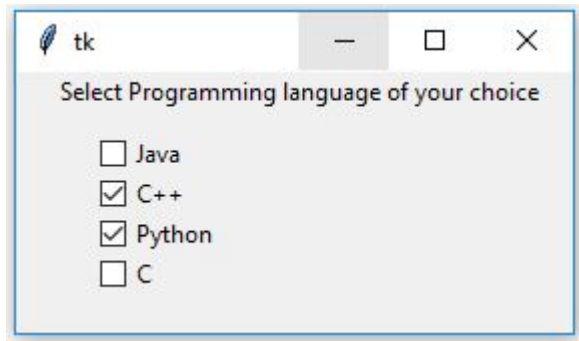 tk
Select Programming language of your choice
Java
C++
Python
C